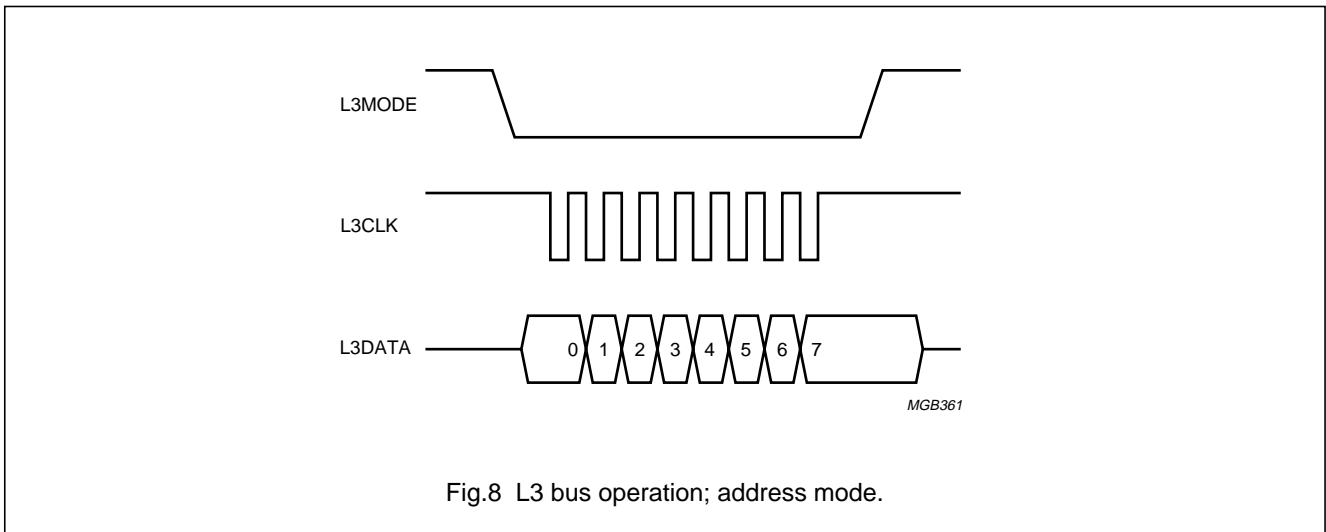 L3MODE
L3CLK
L3DATA 0 1 2 3 4 5 6 7
MGB361
Fig.8 L3 bus operation; address mode.